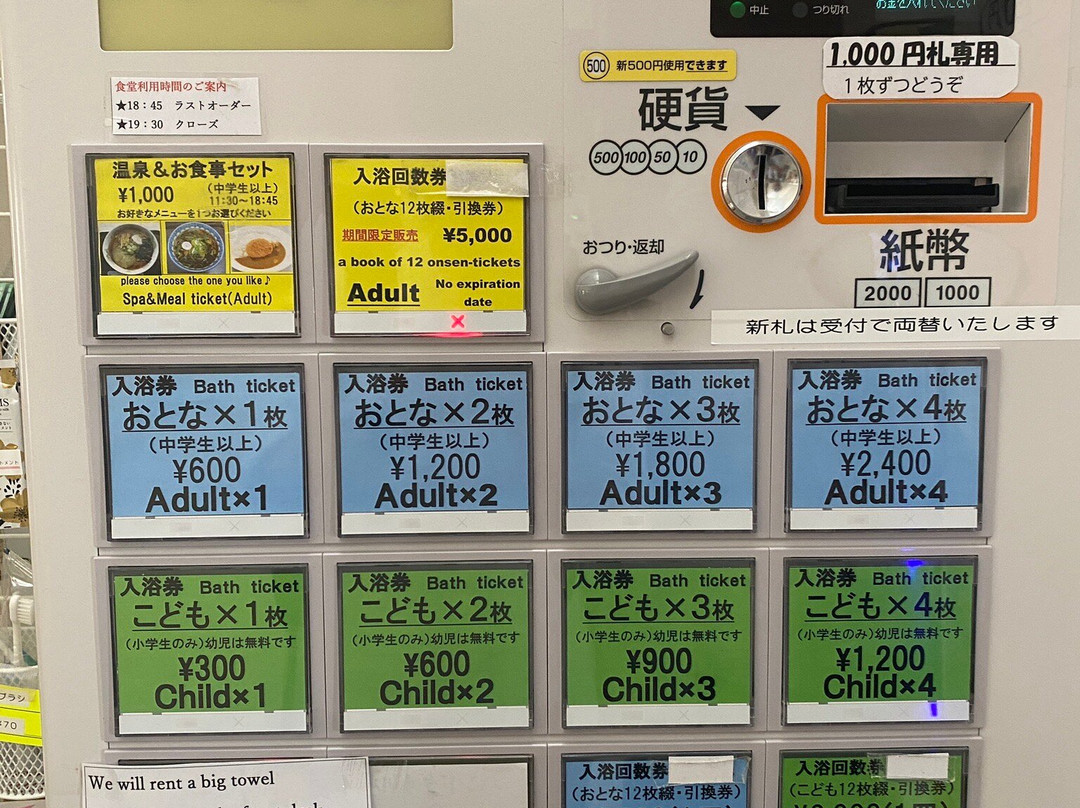 中止
つり切れ
お金を入れてください
500 新500円使用できます
1,000円札専用
1枚ずつどうぞ
硬貨
500 100 50 10
おつり・返却
紙幣
2000 1000
新札は受付で両替いたします
食堂利用時間のご案内
★18：45 ラストオーダー
★19：30 クローズ
温泉＆お食事セット
¥1,000 （中学生以上）
11:30～18:45
お好きなメニューを1つお選びください
please choose the one you like♪
Spa&Meal ticket(Adult)
入浴回数券
（おとな12枚綴・引換券）
期間限定販売 ¥5,000
a book of 12 onsen-tickets
Adult No expiration
date
入浴券 Bath ticket
おとな×1枚
（中学生以上）
¥600
Adult×1
入浴券 Bath ticket
おとな×2枚
（中学生以上）
¥1,200
Adult×2
入浴券 Bath ticket
おとな×3枚
（中学生以上）
¥1,800
Adult×3
入浴券 Bath ticket
おとな×4枚
（中学生以上）
¥2,400
Adult×4
入浴券 Bath ticket
こども×1枚
（小学生のみ）幼児は無料です
¥300
Child×1
入浴券 Bath ticket
こども×2枚
（小学生のみ）幼児は無料です
¥600
Child×2
入浴券 Bath ticket
こども×3枚
（小学生のみ）幼児は無料です
¥900
Child×3
入浴券 Bath ticket
こども×4枚
（小学生のみ）幼児は無料です
¥1,200
Child×4
We will rent a big towel
入浴回数券
（おとな12枚綴・引換券）
入浴回数券
（こども12枚綴・引換券）
ブラシ
¥70